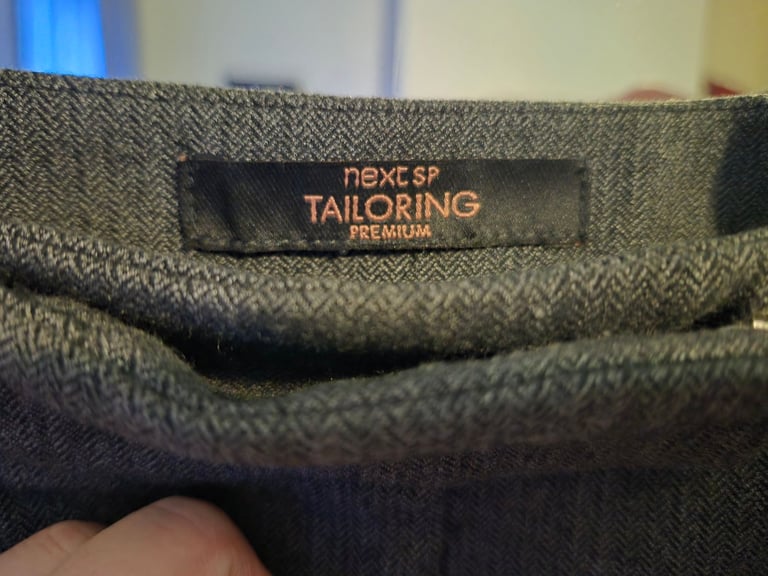 next SP
TAILORING
PREMIUM